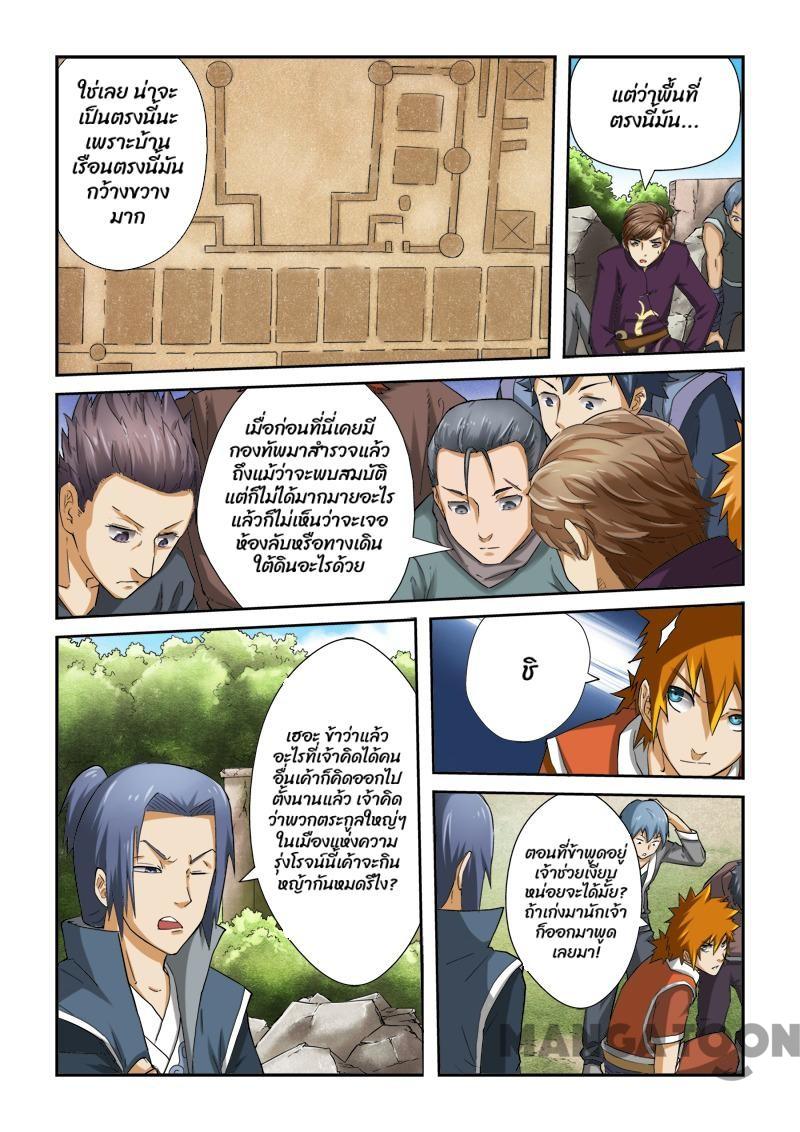 ใช่เลย น่าจะ
เป็นตรงนี้นะ
เพราะบ้าน
เรือนตรงนี้มัน
กว้างขวาง
มาก
แต่ว่าพื้นที่
ตรงนี้มัน...
เมื่อก่อนที่นี่เคยมี
กองทัพมาสำรวจแล้ว
ถึงแม้ว่าจะพบสมบัติ
แต่ก็ไม่ได้มากมายอะไร
แล้วก็ไม่เห็นว่าจะเจอ
ห้องลับหรือทางเดิน
ใต้ดินอะไรด้วย
ชิ
เฮอะ ข้าว่าแล้ว
อะไรที่เจ้าคิดได้คน
อื่นเค้าก็คิดออกไป
ตั้งนานแล้ว เจ้าคิด
ว่าพวกตระกูลใหญ่ๆ
ในเมืองแห่งความ
รุ่งโรจน์นี้เค้าจะกิน
หญ้ากันหมดรึไง?
ตอนที่ข้าพูดอยู่
เจ้าช่วยเงียบ
หน่อยจะได้มั้ย?
ถ้าเก่งมานักเจ้า
ก็ออกมาพูด
เลยมา!
MANGATOON